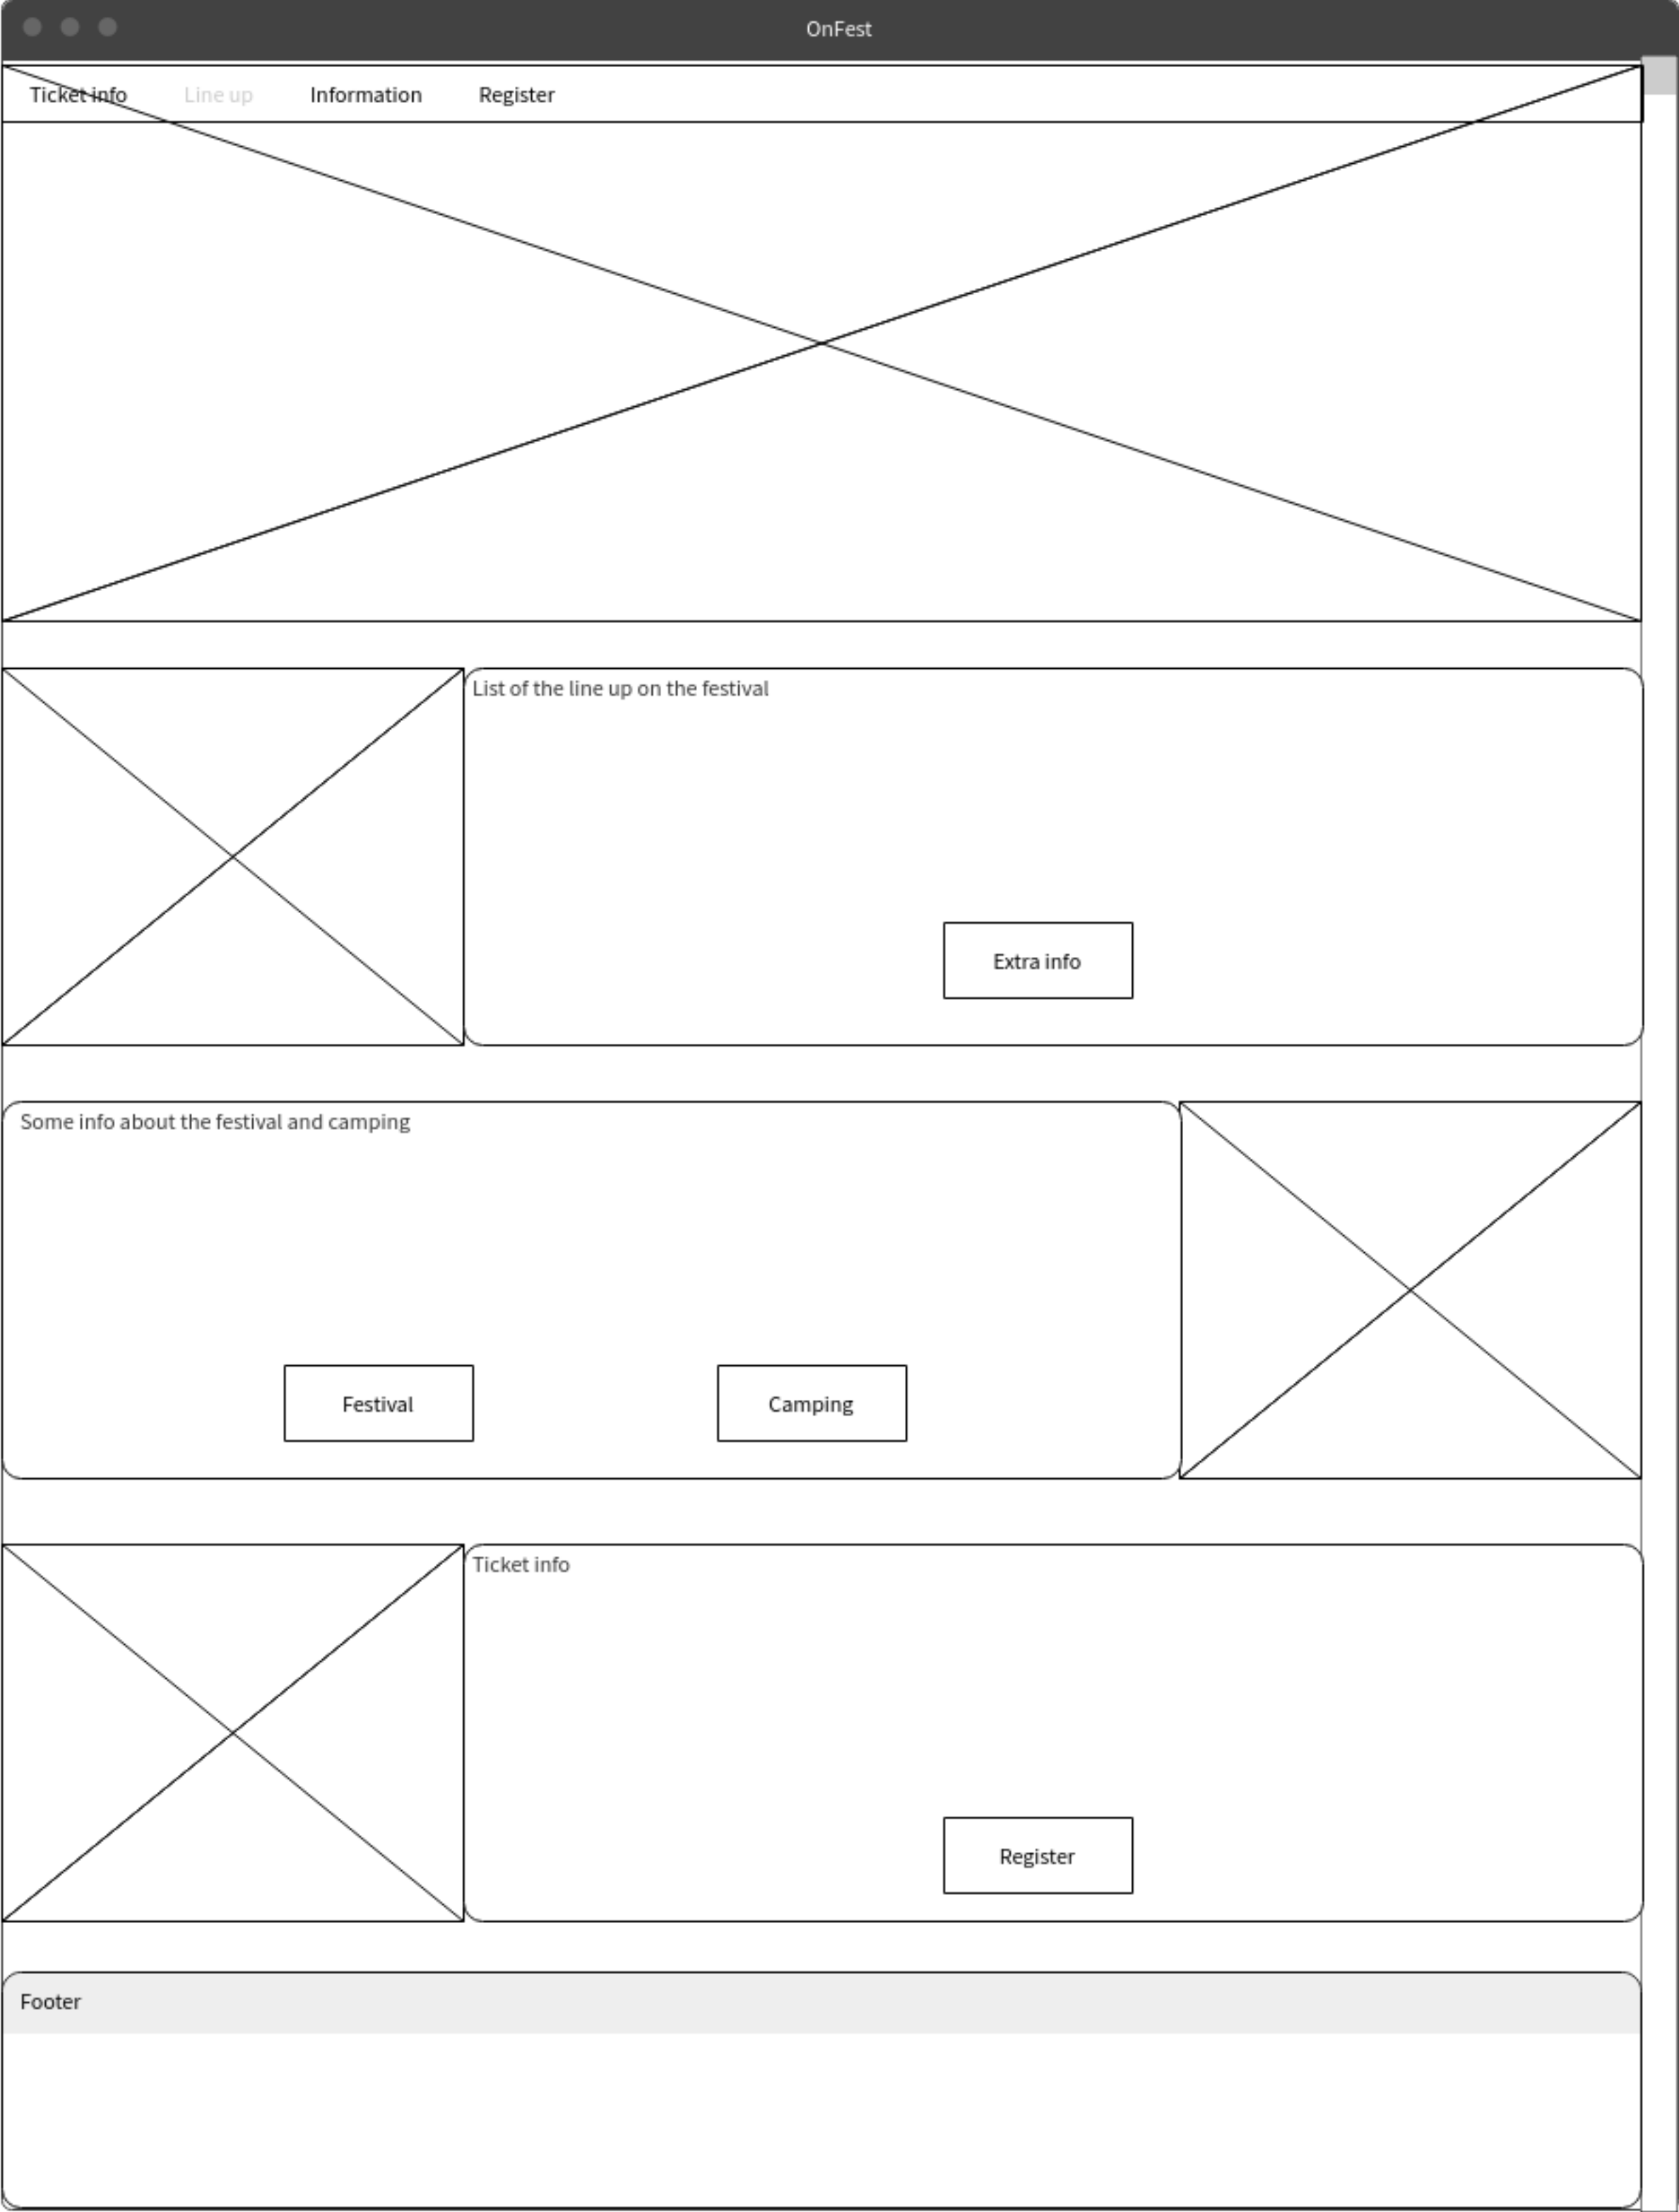 OnFest
Ticket info Line up Information Register
List of the line up on the festival
Extra info
Some info about the festival and camping
Festival Camping
Ticket info
Register
Footer